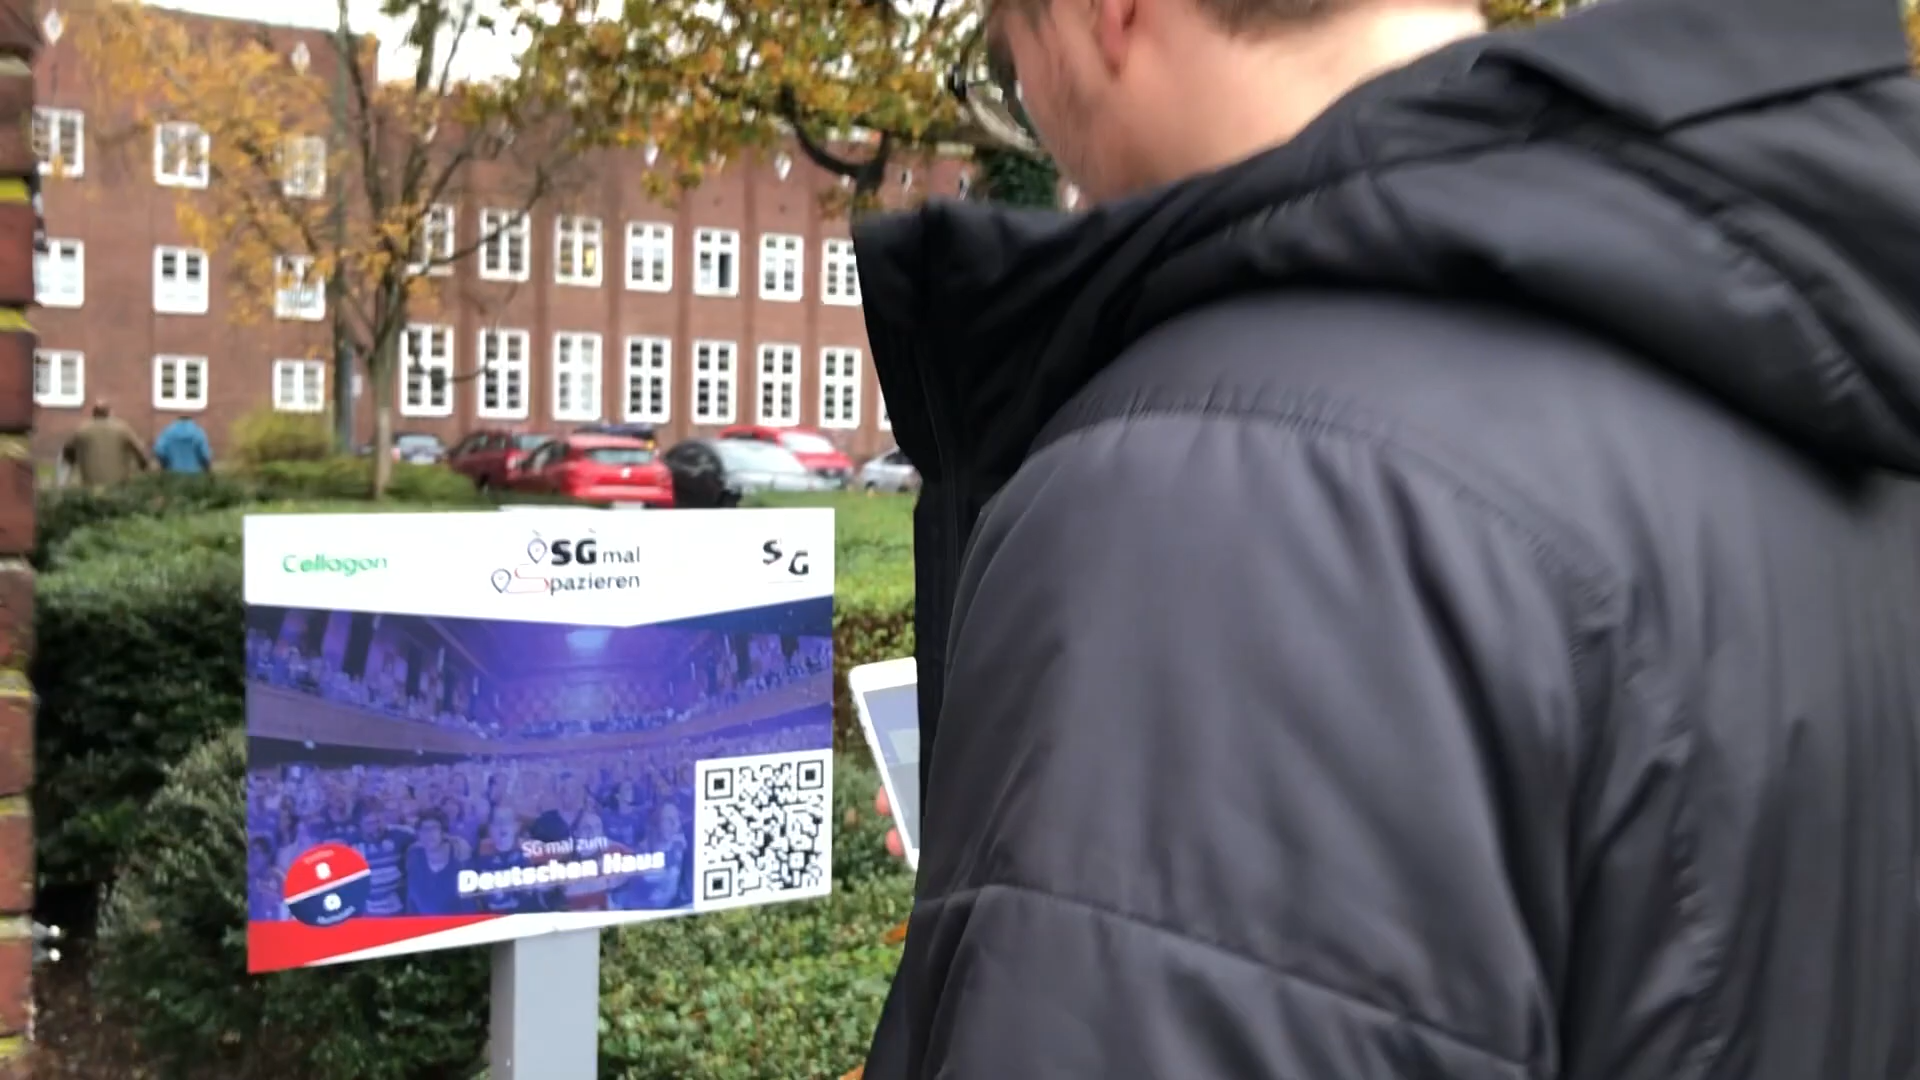 Cellagon
SG mal
spazieren
SG
SG mal zum
Deutschen Haus